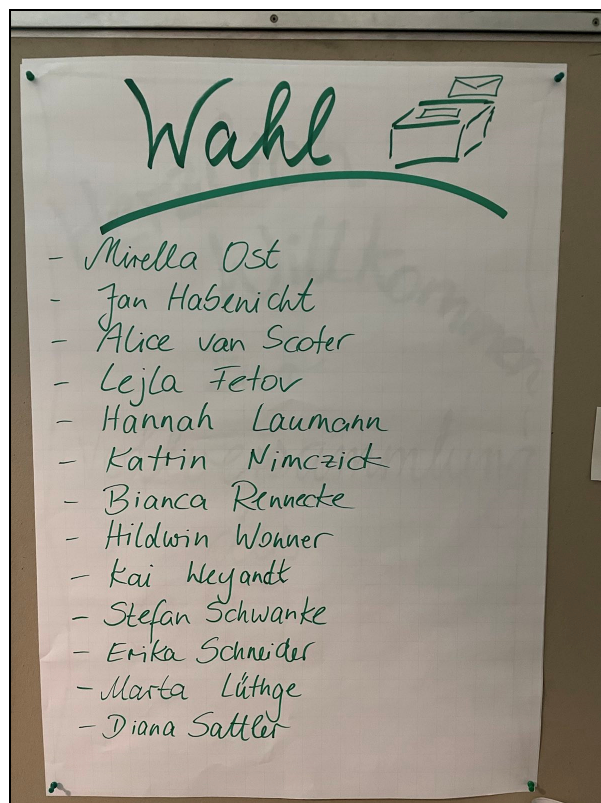 Wahl
- Mirella Ost
- Jan Habenicht
- Alice van Scoter
- Lejla Fetov
- Hannah Laumann
- Katrin Nimczick
- Bianca Rennecke
- Hildwin Wonner
- Kai Weyandt
- Stefan Schwanke
- Erika Schneider
- Marta Lüthge
- Diana Sattler